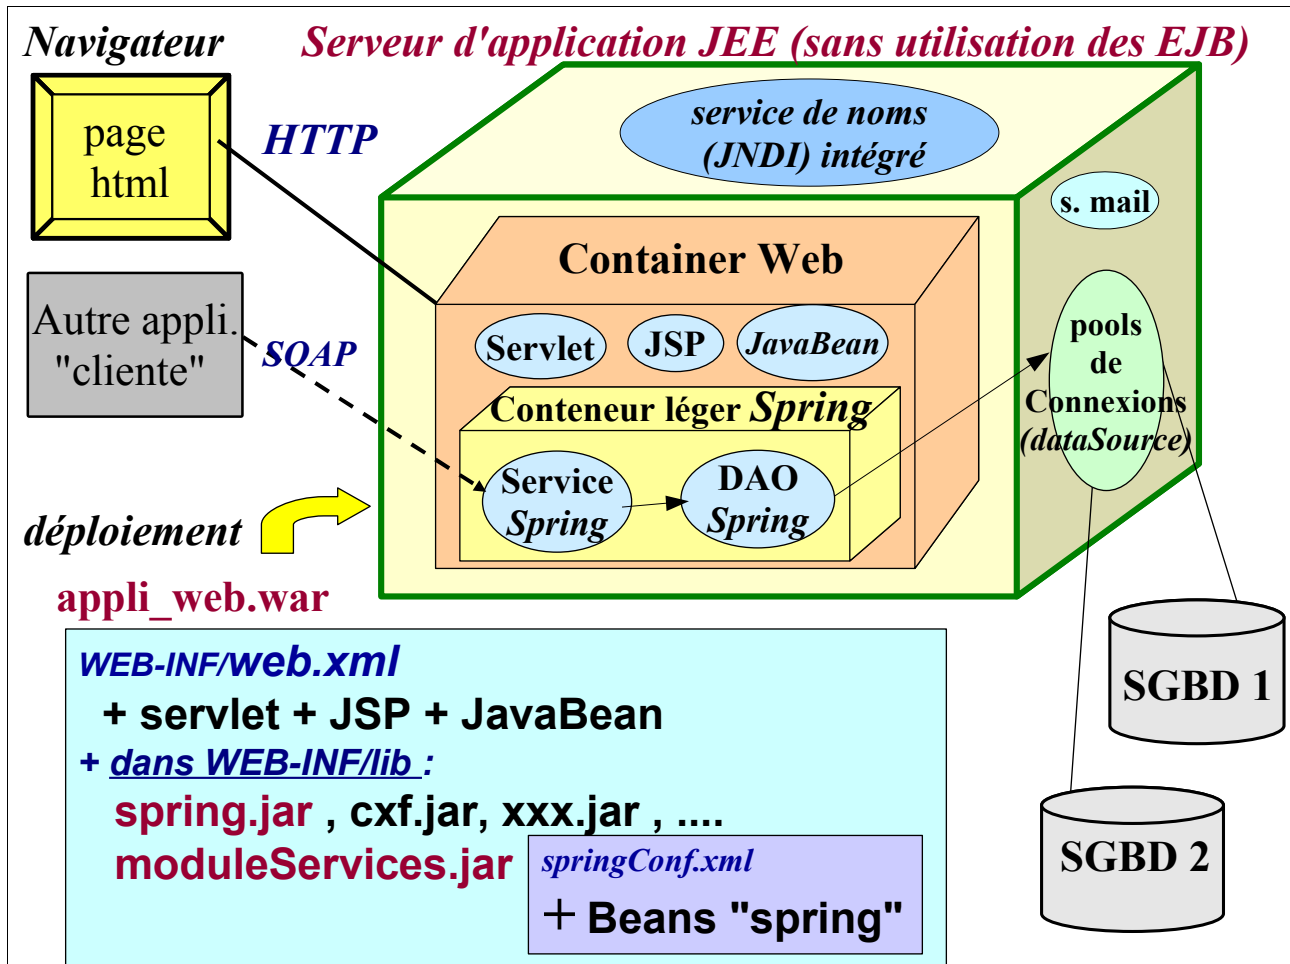 Navigateur
Serveur d'application JEE (sans utilisation des EJB)
page
html
HTTP
service de noms
(JNDI) intégré
s. mail
Container Web
Autre appli.
"cliente"
SOAP
Servlet
JSP
JavaBean
pools
de
Connexions
(dataSource)
Conteneur léger Spring
Service
Spring
DAO
Spring
déploiement
appli_web.war
WEB-INF/web.xml
+ servlet + JSP + JavaBean
+ dans WEB-INF/lib :
spring.jar , cxf.jar, xxx.jar , ....
moduleServices.jar
springConf.xml
+ Beans "spring"
SGBD 1
SGBD 2